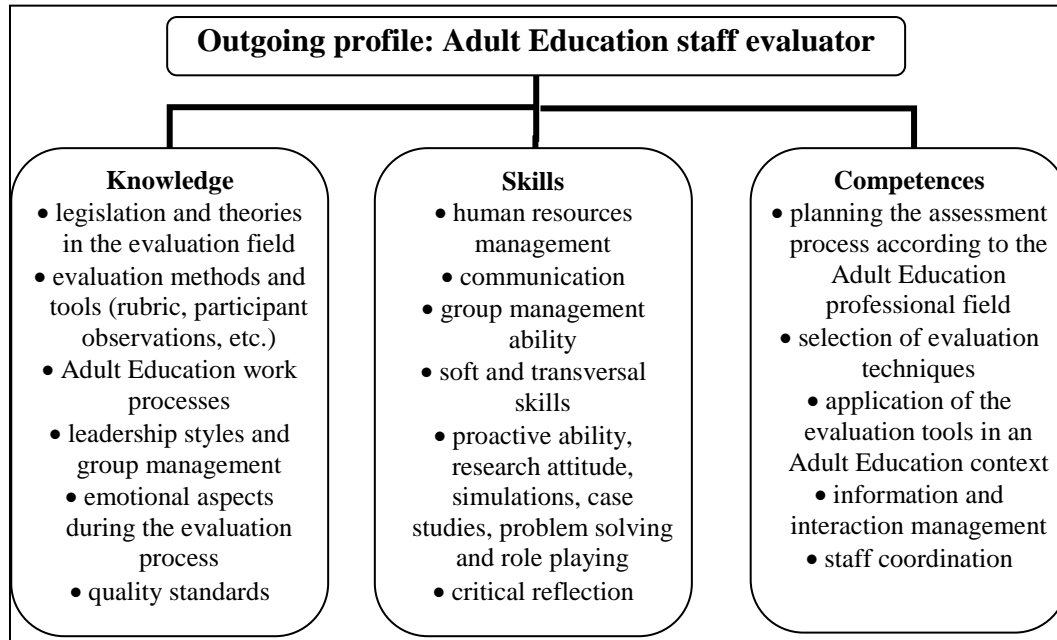 Outgoing profile: Adult Education staff evaluator
Knowledge
• legislation and theories
in the evaluation field
• evaluation methods and
tools (rubric, participant
observations, etc.)
• Adult Education work
processes
• leadership styles and
group management
• emotional aspects
during the evaluation
process
• quality standards
Skills
• human resources
management
• communication
• group management
ability
• soft and transversal
skills
• proactive ability,
research attitude,
simulations, case
studies, problem solving
and role playing
• critical reflection
Competences
• planning the assessment
process according to the
Adult Education
professional field
• selection of evaluation
techniques
• application of the
evaluation tools in an
Adult Education context
• information and
interaction management
• staff coordination